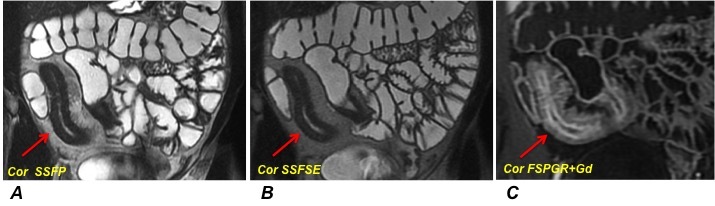 Cor SSFP
Cor SSFSE
Cor FSPGR+Gd
A
B
C